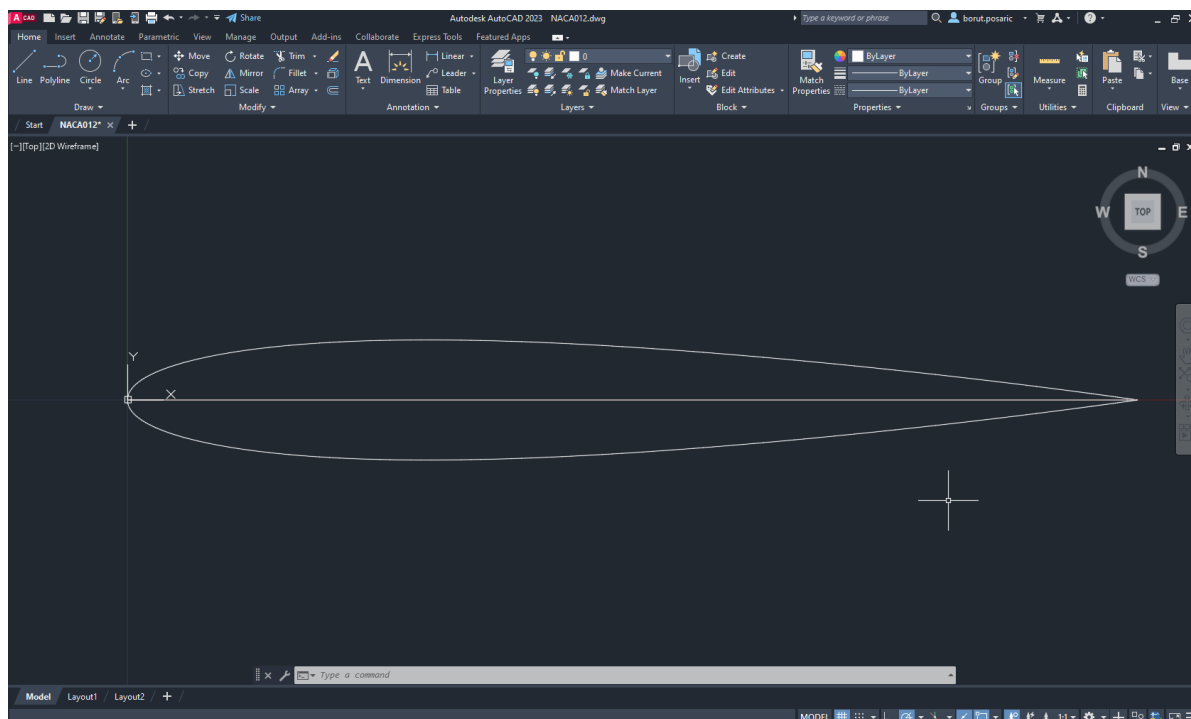 A CAD Share Autodesk AutoCAD 2023 NACA012.dwg Type a keyword or phrase borut.posaric
Home Insert Annotate Parametric View Manage Output Add-ins Collaborate Express Tools Featured Apps
Line Polyline Circle Arc Move Rotate Trim Text Dimension Linear Layer Properties 0 Insert Create Match Properties ByLayer Group Measure Paste Base
Copy Mirror Fillet Leader Make Current Edit ByLayer
Stretch Scale Array Table Match Layer Edit Attributes ByLayer
Draw Modify Annotation Layers Block Properties Groups Utilities Clipboard View
Start NACA012* +
[−][Top][2D Wireframe]
N
W TOP E
S
WCS
Y
X
Type a command
Model Layout1 Layout2 +
MODEL 1:1